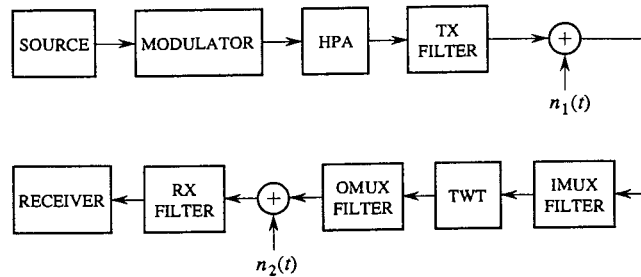 SOURCE
MODULATOR
HPA
TX
FILTER
+
n₁(t)
RECEIVER
RX
FILTER
+
n₂(t)
OMUX
FILTER
TWT
IMUX
FILTER